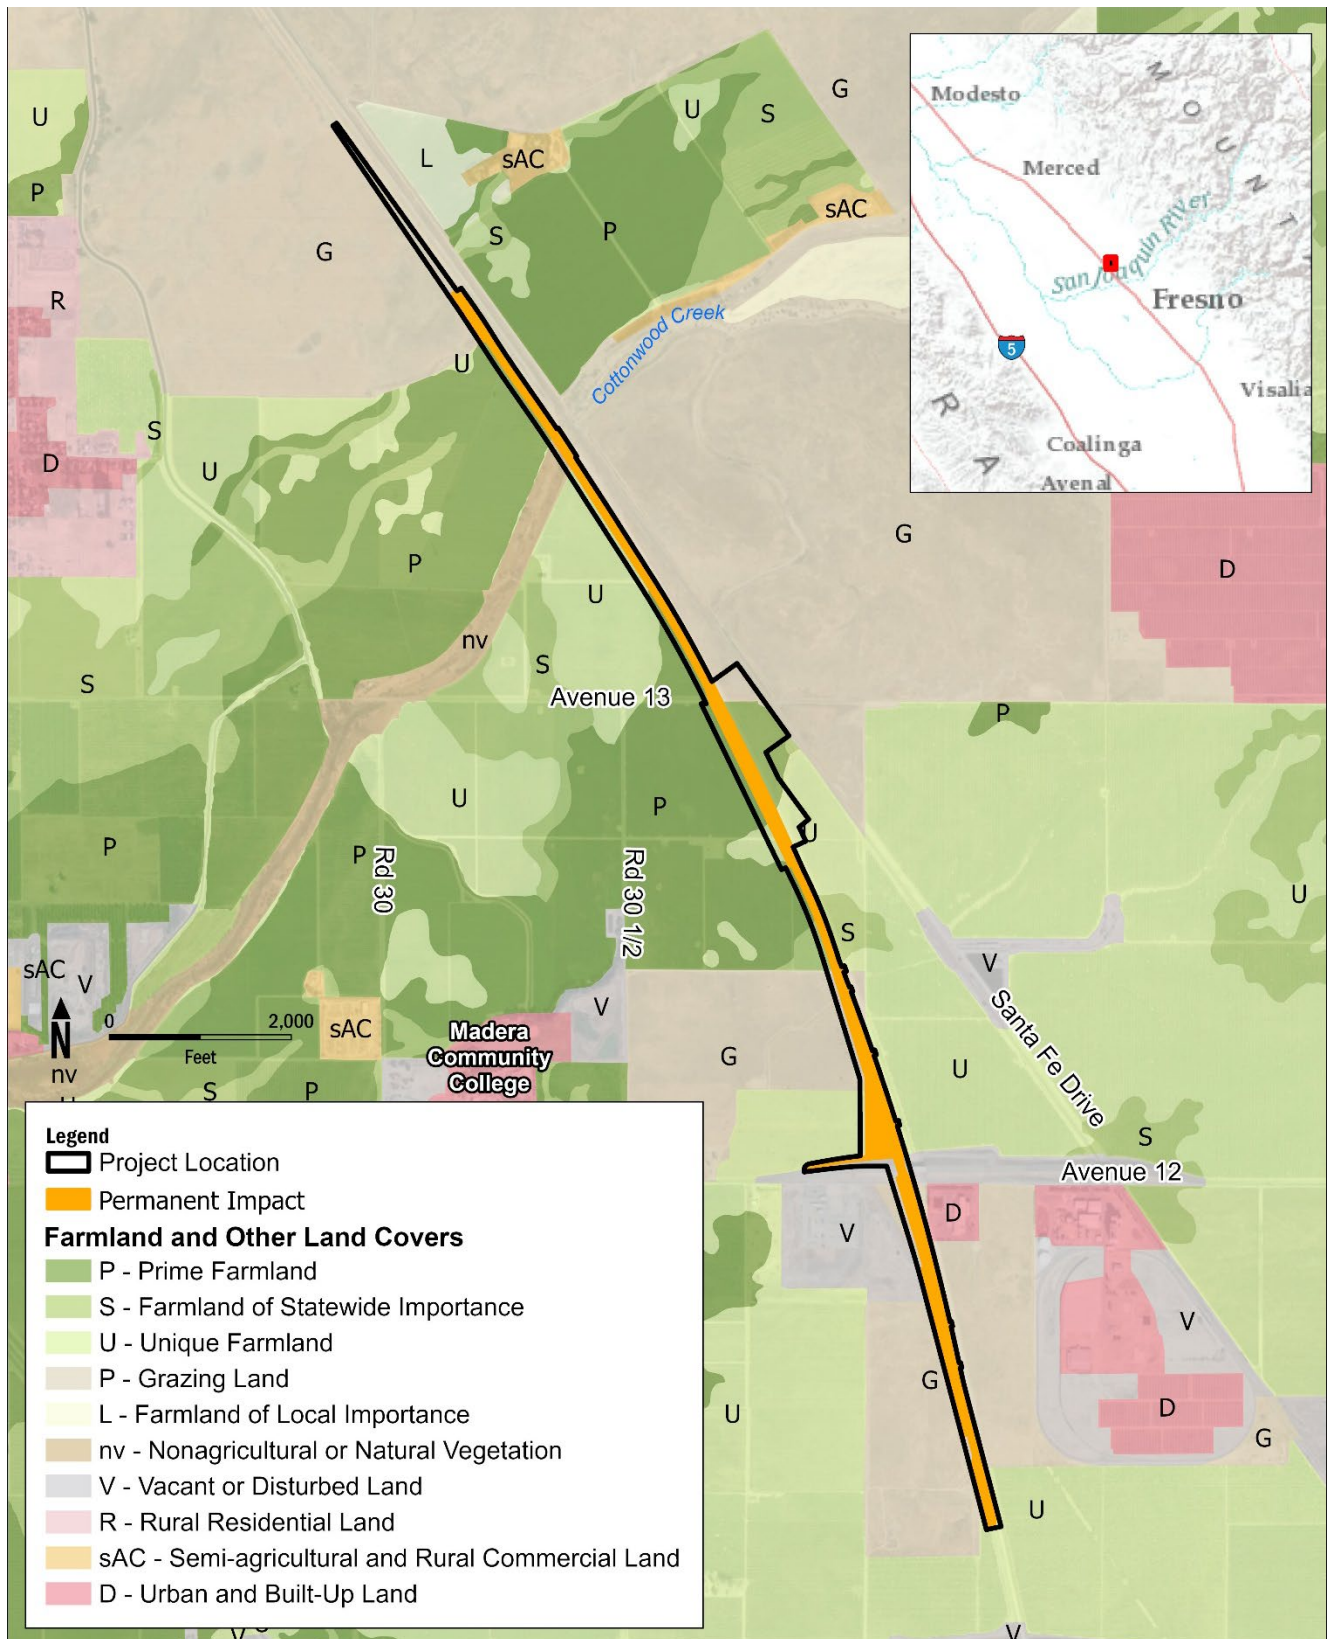 U
P
R
D
S
U
G
L
sAC
S
P
U
S
G
sAC
Cottonwood Creek
U
P
nv
S
U
S
Avenue 13
G
D
P
U
P
P
P
Rd 30
Rd 30 1/2
U
U
S
V
Santa Fe Drive
sAC
V
N
nv
0
2,000
Feet
sAC
V
Madera
Community
College
G
U
S
P
S
Avenue 12
D
V
V
G
U
D
G
U
V
Modesto
Merced
MOUNT
San Joaquin River
Fresno
5
Visalia
RA
Coalinga
Avenal
Legend
Project Location
Permanent Impact
Farmland and Other Land Covers
P - Prime Farmland
S - Farmland of Statewide Importance
U - Unique Farmland
P - Grazing Land
L - Farmland of Local Importance
nv - Nonagricultural or Natural Vegetation
V - Vacant or Disturbed Land
R - Rural Residential Land
sAC - Semi-agricultural and Rural Commercial Land
D - Urban and Built-Up Land